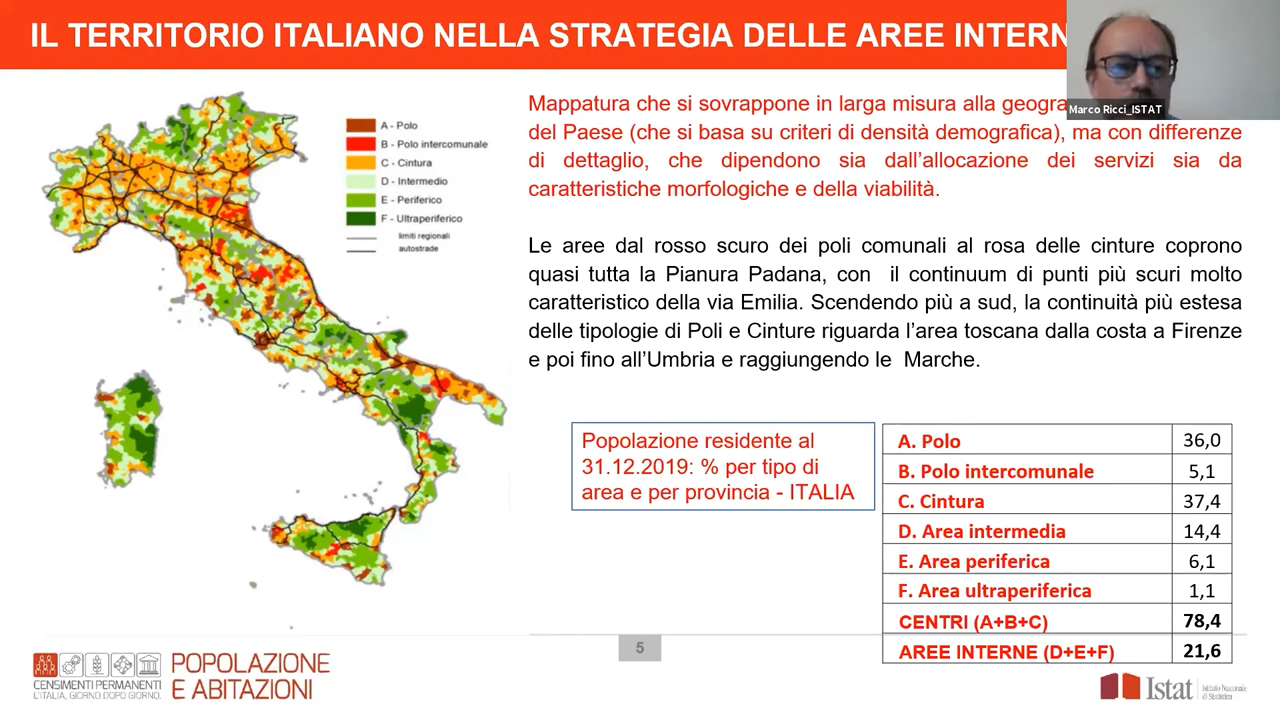 IL TERRITORIO ITALIANO NELLA STRATEGIA DELLE AREE
Marco Ricci_ISTAT
A - Polo
B - Polo intercomunale
C - Cintura
D - Intermedio
E - Periferico
F - Ultraperiferico
limiti regionali
autostrade
Mappatura che si sovrappone in larga misura alla
del Paese (che si basa su criteri di densità demografica), ma con differenze
di dettaglio, che dipendono sia dall'allocazione dei servizi sia da
caratteristiche morfologiche e della viabilità.
Le aree dal rosso scuro dei poli comunali al rosa delle cinture coprono
quasi tutta la Pianura Padana, con il continuum di punti più scuri molto
caratteristico della via Emilia. Scendendo più a sud, la continuità più estesa
delle tipologie di Poli e Cinture riguarda l'area toscana dalla costa a Firenze
e poi fino all'Umbria e raggiungendo le Marche.
Popolazione residente al
31.12.2019: % per tipo di
area e per provincia - ITALIA
A. Polo 36,0
B. Polo intercomunale 5,1
C. Cintura 37,4
D. Area intermedia 14,4
E. Area periferica 6,1
F. Area ultraperiferica 1,1
CENTRI (A+B+C) 78,4
AREE INTERNE (D+E+F) 21,6
5
CENSIMENTI PERMANENTI
L'ITALIA, GIORNO DOPO GIORNO.
POPOLAZIONE
E ABITAZIONI
Istat
Istituto Nazionale
di Statistica